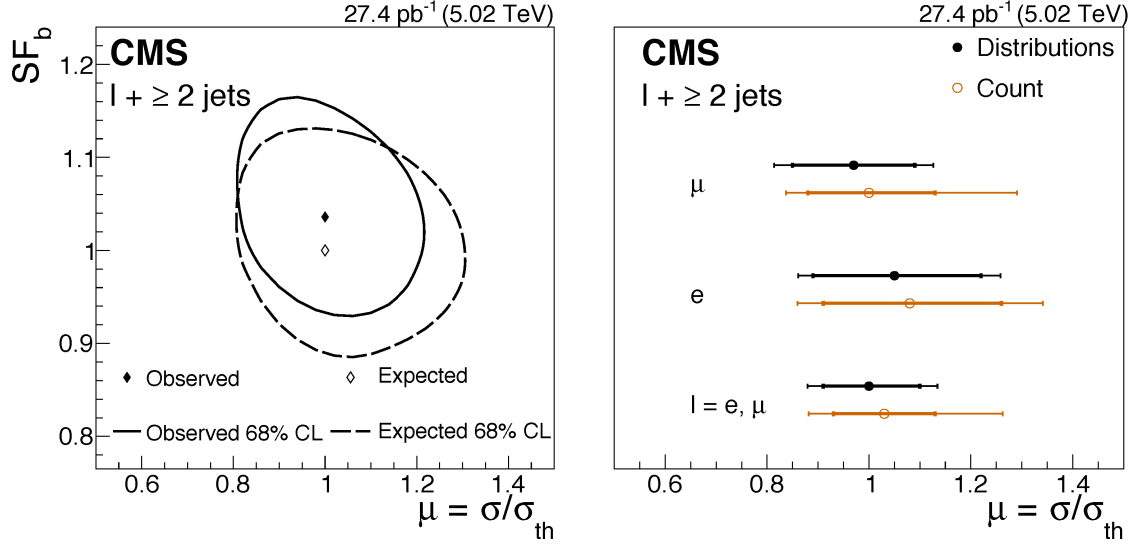 27.4 pb⁻¹ (5.02 TeV)
CMS
l + ≥ 2 jets
SF_b
1.2
1.1
1
0.9
0.8
Observed
Expected
Observed 68% CL
Expected 68% CL
0.6 0.8 1 1.2 1.4
μ = σ/σ_th
27.4 pb⁻¹ (5.02 TeV)
CMS
l + ≥ 2 jets
Distributions
Count
μ
e
l = e, μ
0.6 0.8 1 1.2 1.4
μ = σ/σ_th